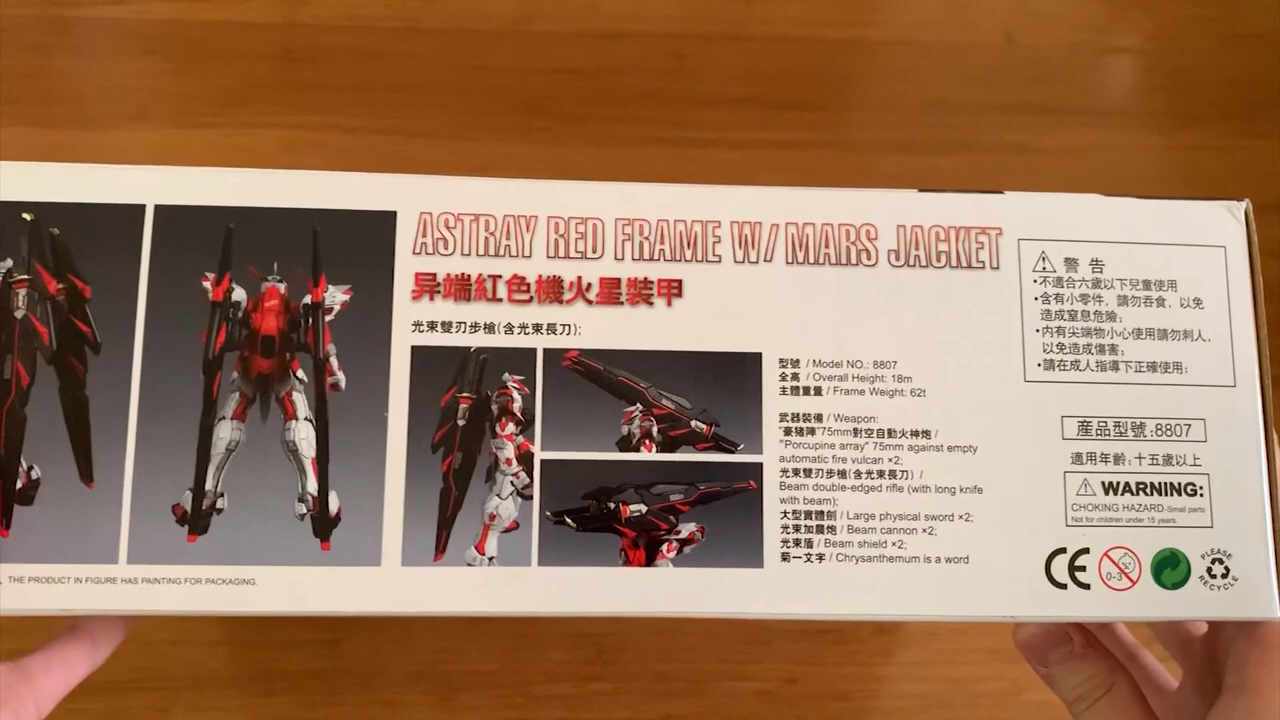 ASTRAY RED FRAME W/ MARS JACKET
异端紅色機火星裝甲
光束雙刃步槍(含光束長刀);
型號 / Model NO.: 8807
全高 / Overall Height: 18m
主體重量 / Frame Weight: 62t
武器裝備 / Weapon:
"豪猪陣"75mm對空自動火神炮 /
"Porcupine array" 75mm against empty
automatic fire vulcan ×2;
光束雙刃步槍(含光束長刀) /
Beam double-edged rifle (with long knife
with beam);
大型實體劍 / Large physical sword ×2;
光束加農炮 / Beam cannon ×2;
光束盾 / Beam shield ×2;
菊一文字 / Chrysanthemum is a word
警告
•不適合六歲以下兒童使用
•含有小零件，請勿吞食，以免
造成窒息危險；
•内有尖端物小心使用請勿刺人，
以免造成傷害；
•請在成人指導下正確使用；
産品型號:8807
適用年齡:十五歲以上
WARNING:
CHOKING HAZARD-Small parts
Not for children under 15 years.
CE
0-3
PLEASE
RECYCLE
THE PRODUCT IN FIGURE HAS PAINTING FOR PACKAGING.